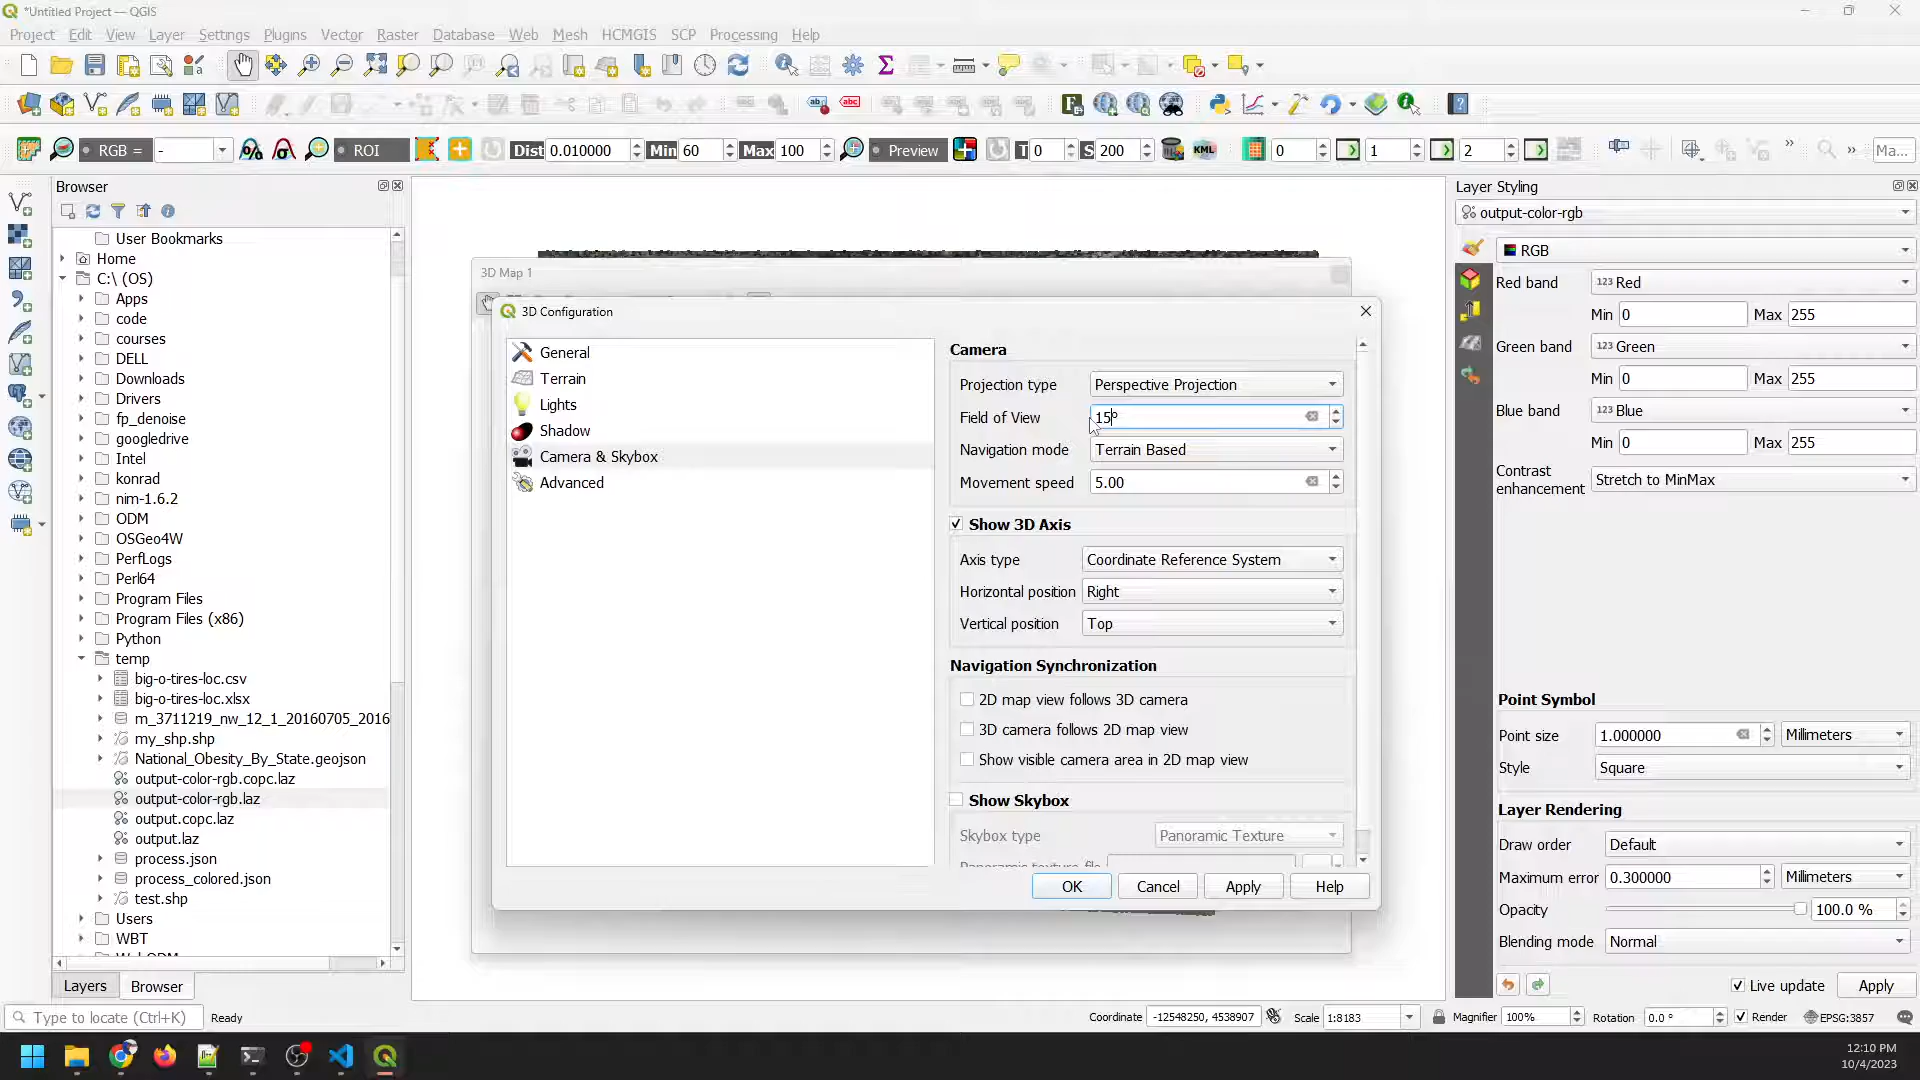 *Untitled Project — QGIS
Project Edit View Layer Settings Plugins Vector Raster Database Web Mesh HCMGIS SCP Processing Help
RGB = - ROI Dist 0.010000 Min 60 Max 100 Preview T 0 S 200 KML 0 1 2 » » Ma...
Browser
User Bookmarks
Home
C:\ (OS)
Apps
code
courses
DELL
Downloads
Drivers
fp_denoise
googledrive
Intel
konrad
nim-1.6.2
ODM
OSGeo4W
PerfLogs
Perl64
Program Files
Program Files (x86)
Python
temp
big-o-tires-loc.csv
big-o-tires-loc.xlsx
m_3711219_nw_12_1_20160705_2016
my_shp.shp
National_Obesity_By_State.geojson
output-color-rgb.copc.laz
output-color-rgb.laz
output.copc.laz
output.laz
process.json
process_colored.json
test.shp
Users
WBT
Layers Browser
3D Map 1
3D Configuration
General
Terrain
Lights
Shadow
Camera & Skybox
Advanced
Camera
Projection type Perspective Projection
Field of View 15°
Navigation mode Terrain Based
Movement speed 5.00
Show 3D Axis
Axis type Coordinate Reference System
Horizontal position Right
Vertical position Top
Navigation Synchronization
2D map view follows 3D camera
3D camera follows 2D map view
Show visible camera area in 2D map view
Show Skybox
Skybox type Panoramic Texture
Panoramic texture file
OK Cancel Apply Help
Layer Styling
output-color-rgb
RGB
Red band 123 Red
Min 0 Max 255
Green band 123 Green
Min 0 Max 255
Blue band 123 Blue
Min 0 Max 255
Contrast enhancement Stretch to MinMax
Point Symbol
Point size 1.000000 Millimeters
Style Square
Layer Rendering
Draw order Default
Maximum error 0.300000 Millimeters
Opacity 100.0 %
Blending mode Normal
Live update Apply
Type to locate (Ctrl+K) Ready Coordinate -12548250, 4538907 Scale 1:8183 Magnifier 100% Rotation 0.0 ° Render EPSG:3857
12:10 PM
10/4/2023